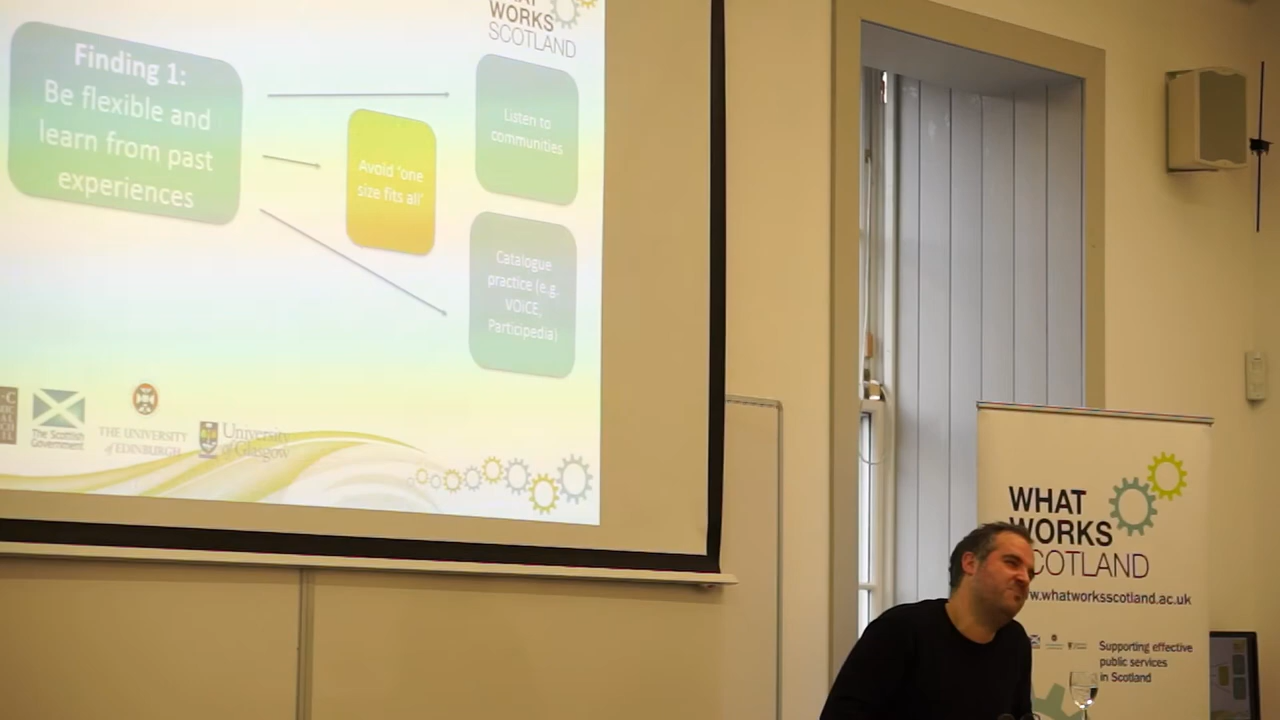 Finding 1:
Be flexible and
learn from past
experiences
Avoid 'one
size fits all'
WORKS
SCOTLAND
Listen to
communities
Catalogue
practice (e.g.
VOiCE,
Participedia)
The Scottish
Government
THE UNIVERSITY
of EDINBURGH
University
of Glasgow
WHAT
WORKS
SCOTLAND
w.whatworksscotland.ac.uk
Supporting effective
public services
in Scotland